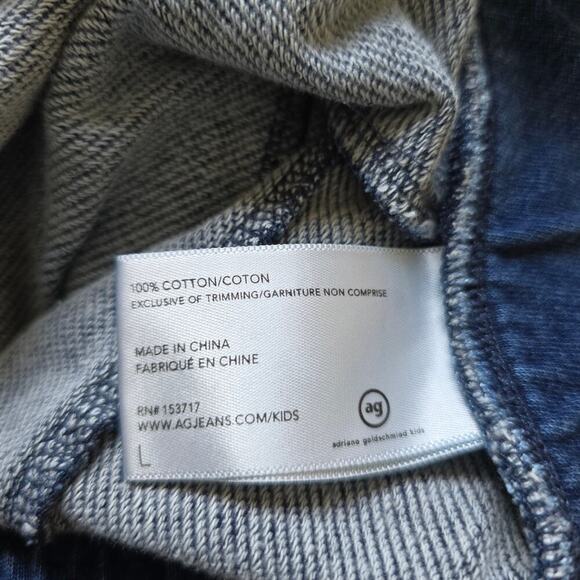 100% COTTON/COTON
EXCLUSIVE OF TRIMMING/GARNITURE NON COMPRISE
MADE IN CHINA
FABRIQUÉ EN CHINE
RN# 153717
WWW.AGJEANS.COM/KIDS
L
ag
adriano goldschmied kids